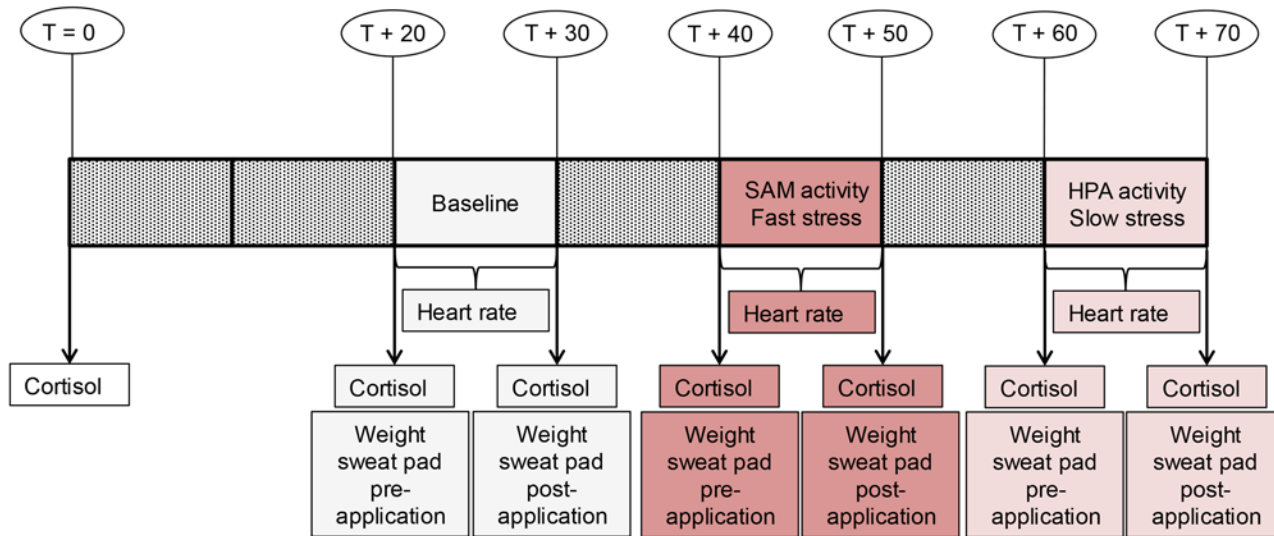 T = 0
T + 20
T + 30
T + 40
T + 50
T + 60
T + 70
Baseline
SAM activity
Fast stress
HPA activity
Slow stress
Heart rate
Heart rate
Heart rate
Cortisol
Cortisol
Cortisol
Cortisol
Cortisol
Cortisol
Cortisol
Weight
sweat pad
pre-
application
Weight
sweat pad
post-
application
Weight
sweat pad
pre-
application
Weight
sweat pad
post-
application
Weight
sweat pad
pre-
application
Weight
sweat pad
post-
application